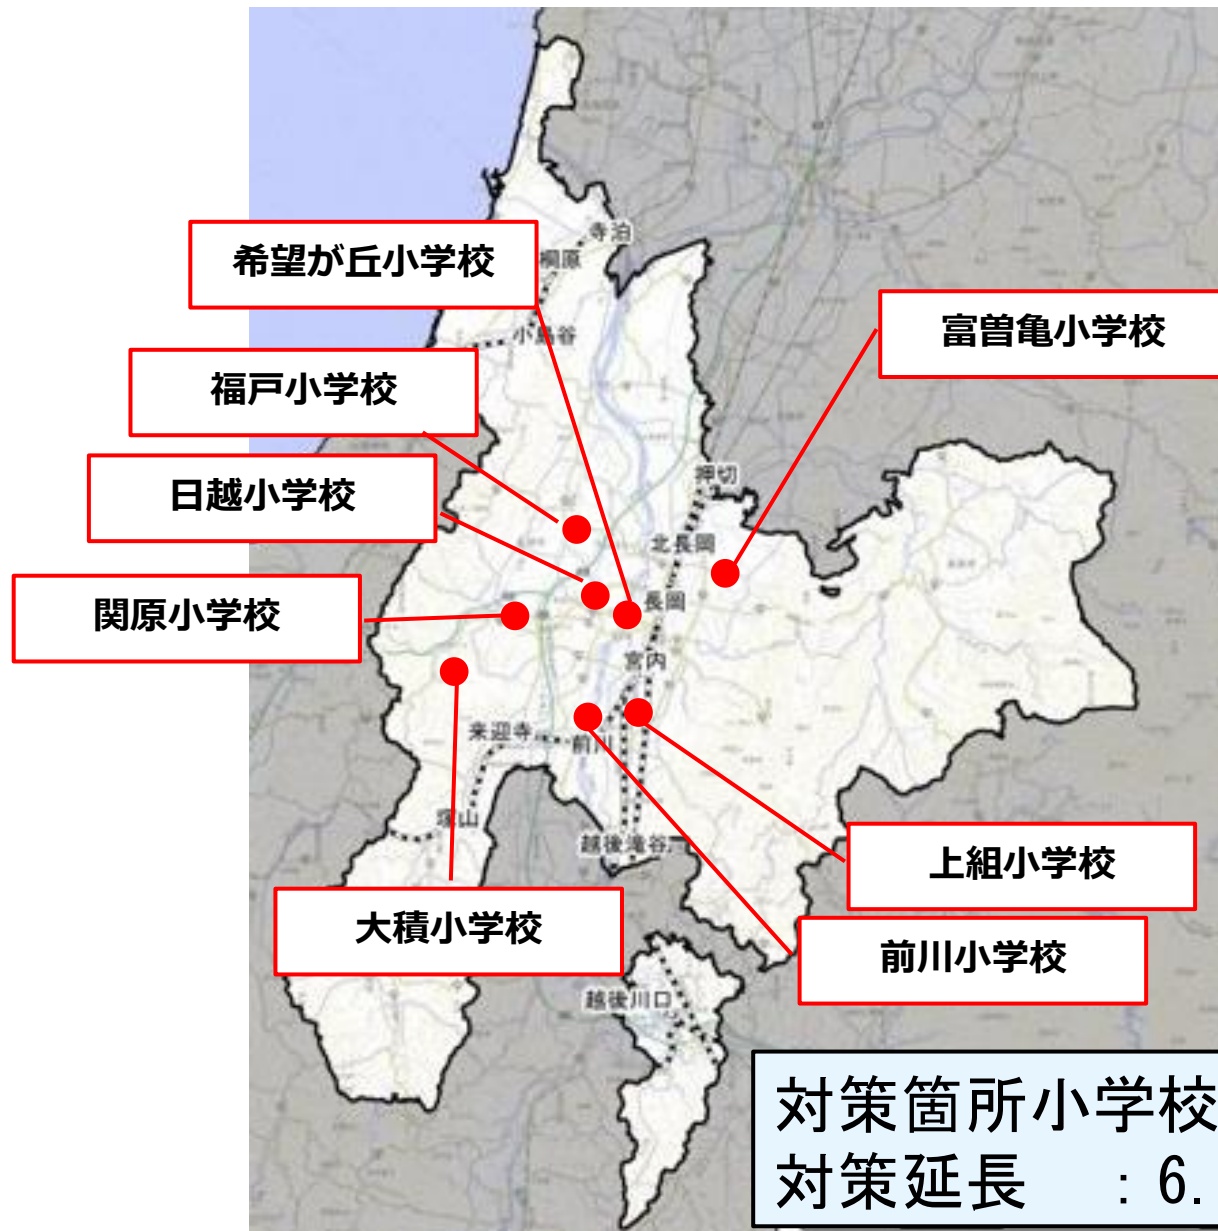 寺泊
希望が丘小学校
桐原
富曽亀小学校
小島谷
福戸小学校
押切
日越小学校
北長岡
長岡
関原小学校
宮内
来迎寺
前川
塚山
越後滝谷
上組小学校
大積小学校
前川小学校
越後川口
対策箇所小学校
対策延長　：6.